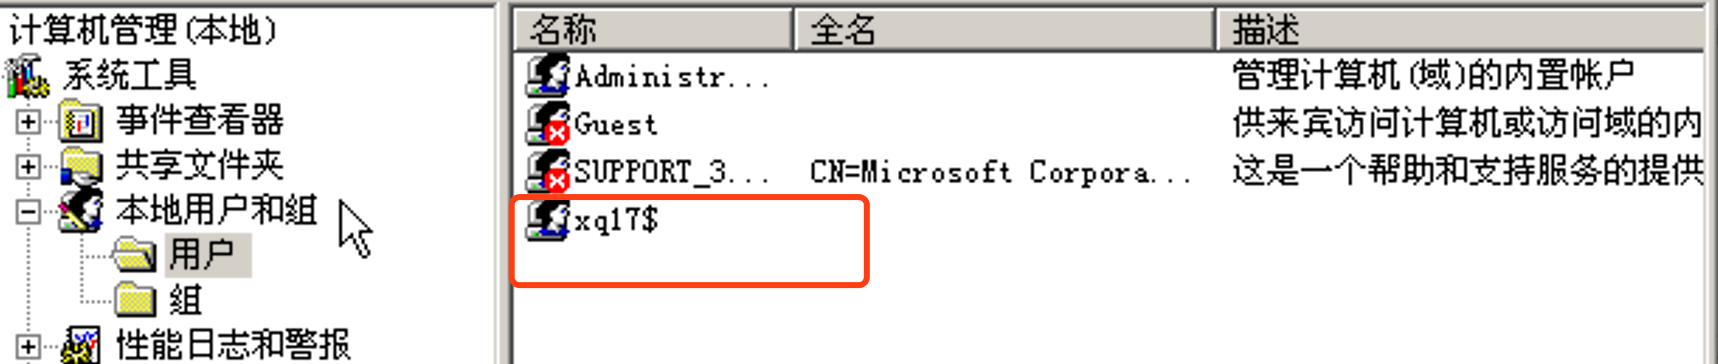 计算机管理(本地)
系统工具
事件查看器
共享文件夹
本地用户和组
用户
组
性能日志和警报
名称 全名 描述
Administr... 管理计算机(域)的内置帐户
Guest 供来宾访问计算机或访问域的内
SUPPORT_3... CN=Microsoft Corpora... 这是一个帮助和支持服务的提供
xq17$